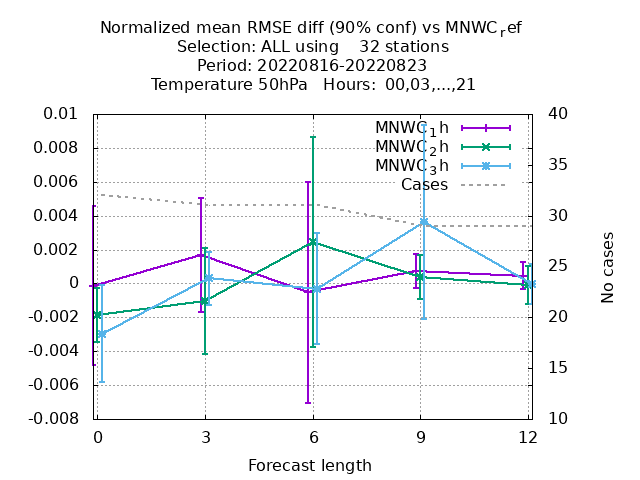 Normalized mean RMSE diff (90% conf) vs MNWC_ref
Selection: ALL using    32 stations
Period: 20220816-20220823
Temperature 50hPa   Hours:  00,03,...,21
MNWC_1h
MNWC_2h
MNWC_3h
Cases
0.01
0.008
0.006
0.004
0.002
0
-0.002
-0.004
-0.006
-0.008
40
35
30
25
20
15
10
No cases
0 3 6 9 12
Forecast length